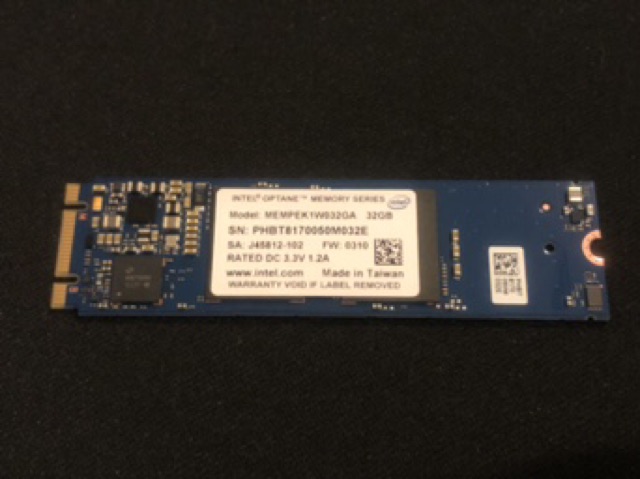 INTEL® OPTANE™ MEMORY SERIES
intel
Model: MEMPEK1W032GA 32GB
SN: PHBT8170050M032E
SA: J45812-102 FW: 0310
RATED DC 3.3V 1.2A
www.intel.com Made in Taiwan
WARRANTY VOID IF LABEL REMOVED